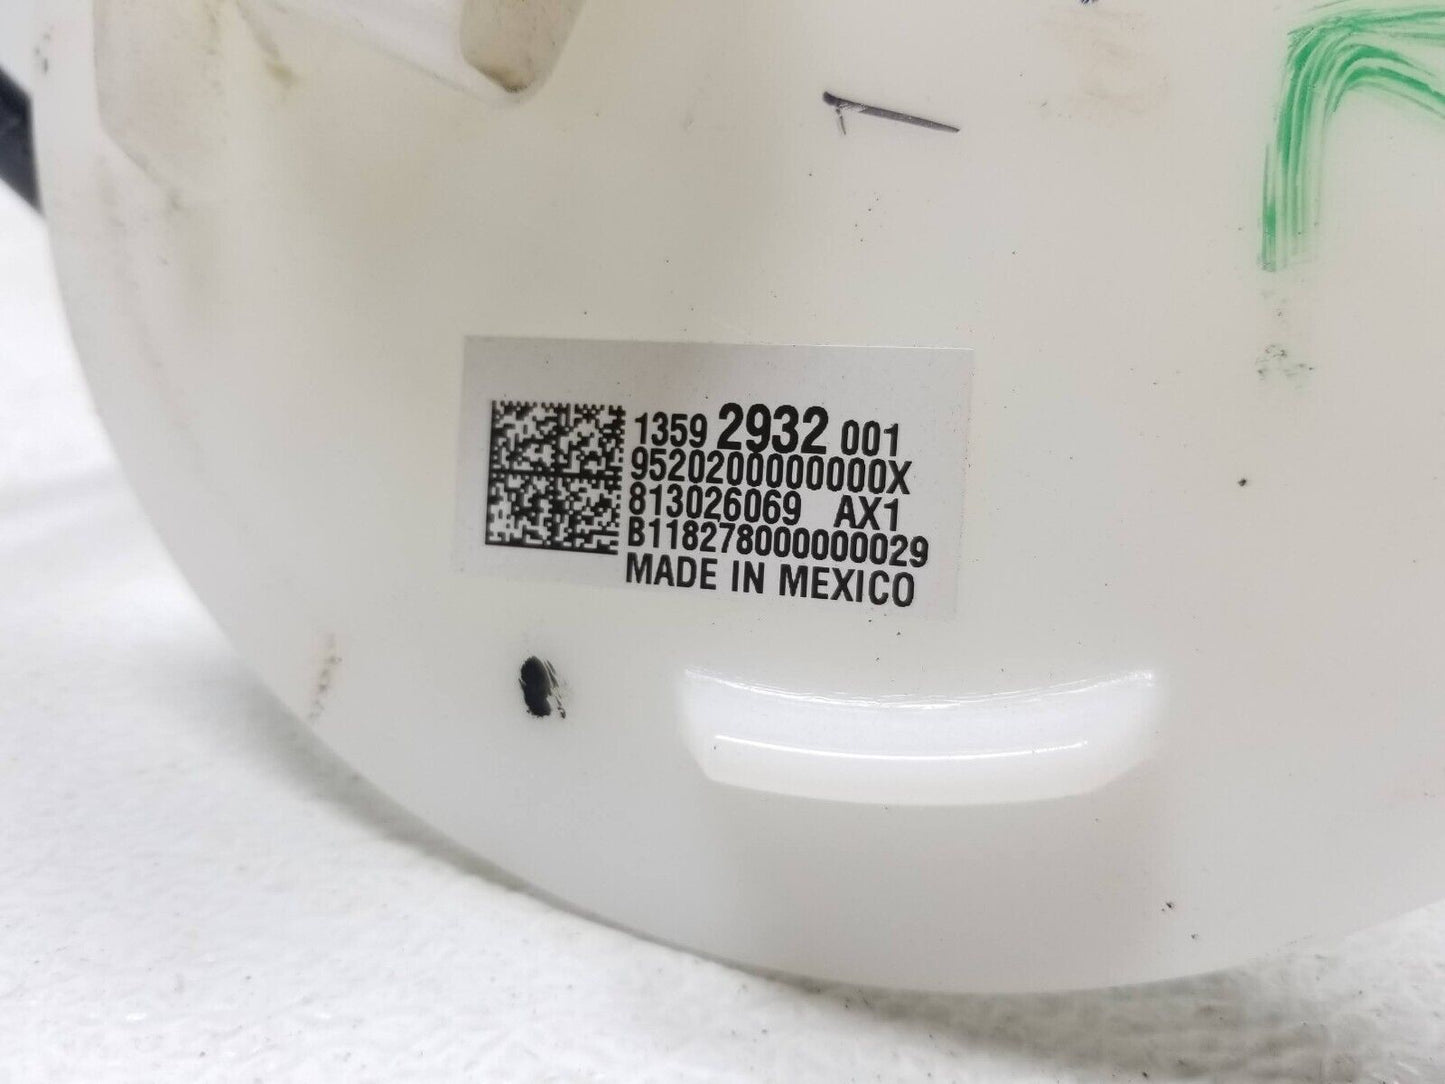 1359 2932 001
9520200000000X
813026069 AX1
B118278000000029
MADE IN MEXICO